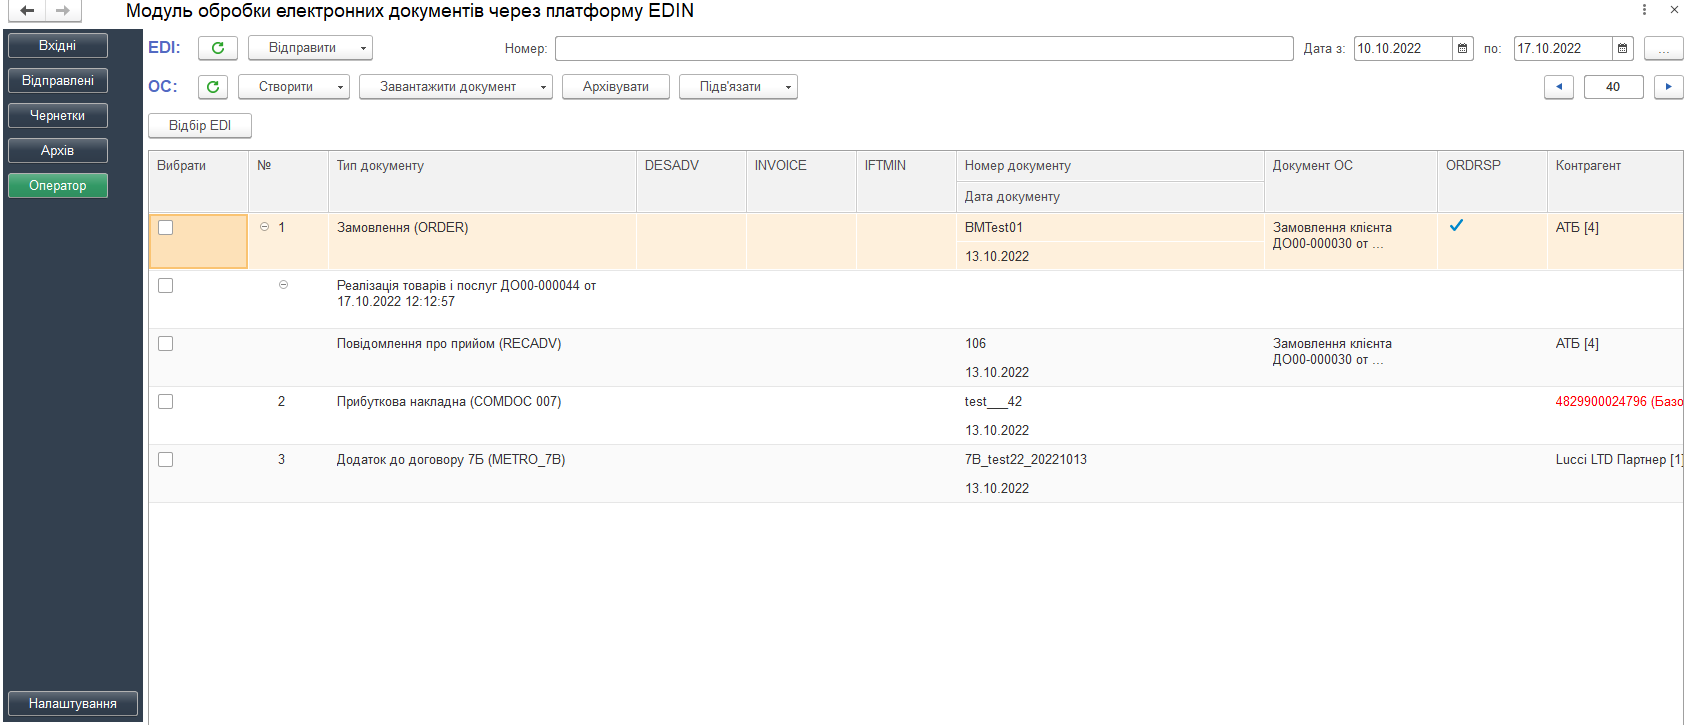 Модуль обробки електронних документів через платформу EDIN
Вхідні
Відправлені
Чернетки
Архів
Оператор
Налаштування
EDI: Відправити Номер: Дата з: 10.10.2022 по: 17.10.2022 ...
ОС: Створити Завантажити документ Архівувати Підв'язати 40
Відбір EDI
Вибрати № Тип документу DESADV INVOICE IFTMIN Номер документу Документ ОС ORDRSP Контрагент
Дата документу
1 Замовлення (ORDER) BMTest01 Замовлення клієнта АТБ [4]
ДО00-000030 от ...
13.10.2022
Реалізація товарів і послуг ДО00-000044 от
17.10.2022 12:12:57
Повідомлення про прийом (RECADV) 106 Замовлення клієнта АТБ [4]
ДО00-000030 от ...
13.10.2022
2 Прибуткова накладна (COMDOC 007) test___42 4829900024796 (Базо
13.10.2022
3 Додаток до договору 7Б (METRO_7B) 7B_test22_20221013 Lucci LTD Партнер [1]
13.10.2022